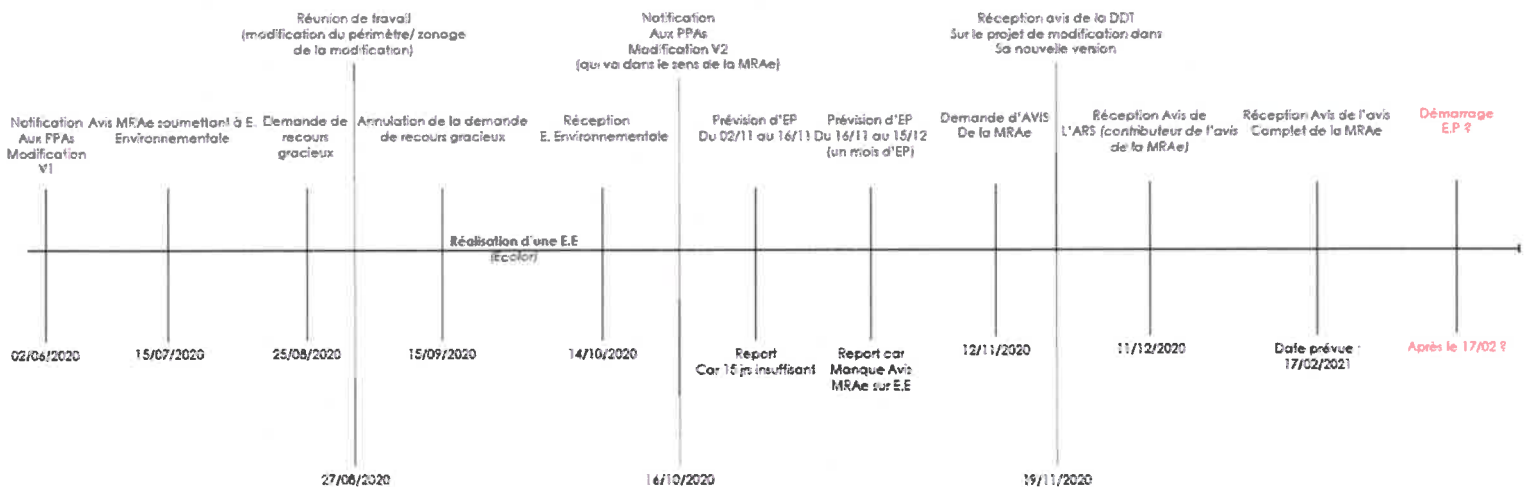 Réunion de travail
(modification du périmètre/ zonage
de la modification)
Notification
Aux PPAs
Modification V2
(qui va dans le sens de la MRAe)
Réception avis de la DDT
Sur le projet de modification dans
Sa nouvelle version
Notification
Aux PPAs
Modification
V1
Avis MRAe soumettant à E.
Environnementale
Demande de
recours
gracieux
Annulation de la demande
de recours gracieux
Réception
E. Environnementale
Prévision d'EP
Du 02/11 au 16/11
Prévision d'EP
Du 16/11 au 15/12
(un mois d'EP)
Demande d'AVIS
De la MRAe
Réception Avis de
L'ARS (contributeur de l'avis
de la MRAe)
Réception Avis de l'avis
Complet de la MRAe
Démarrage
E.P ?
Réalisation d'une E.E
(Ecolor)
02/06/2020
15/07/2020
25/08/2020
15/09/2020
14/10/2020
Report
Car 15 jrs insuffisant
Report car
Manque Avis
MRAe sur E.E
12/11/2020
11/12/2020
Date prévue :
17/02/2021
Après le 17/02 ?
27/08/2020
16/10/2020
19/11/2020